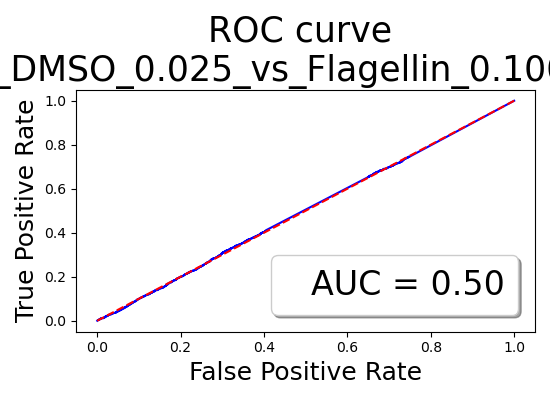 ROC curve
_DMSO_0.025_vs_Flagellin_0.100
True Positive Rate
1.0
0.8
0.6
0.4
0.2
0.0
AUC = 0.50
0.0 0.2 0.4 0.6 0.8 1.0
False Positive Rate